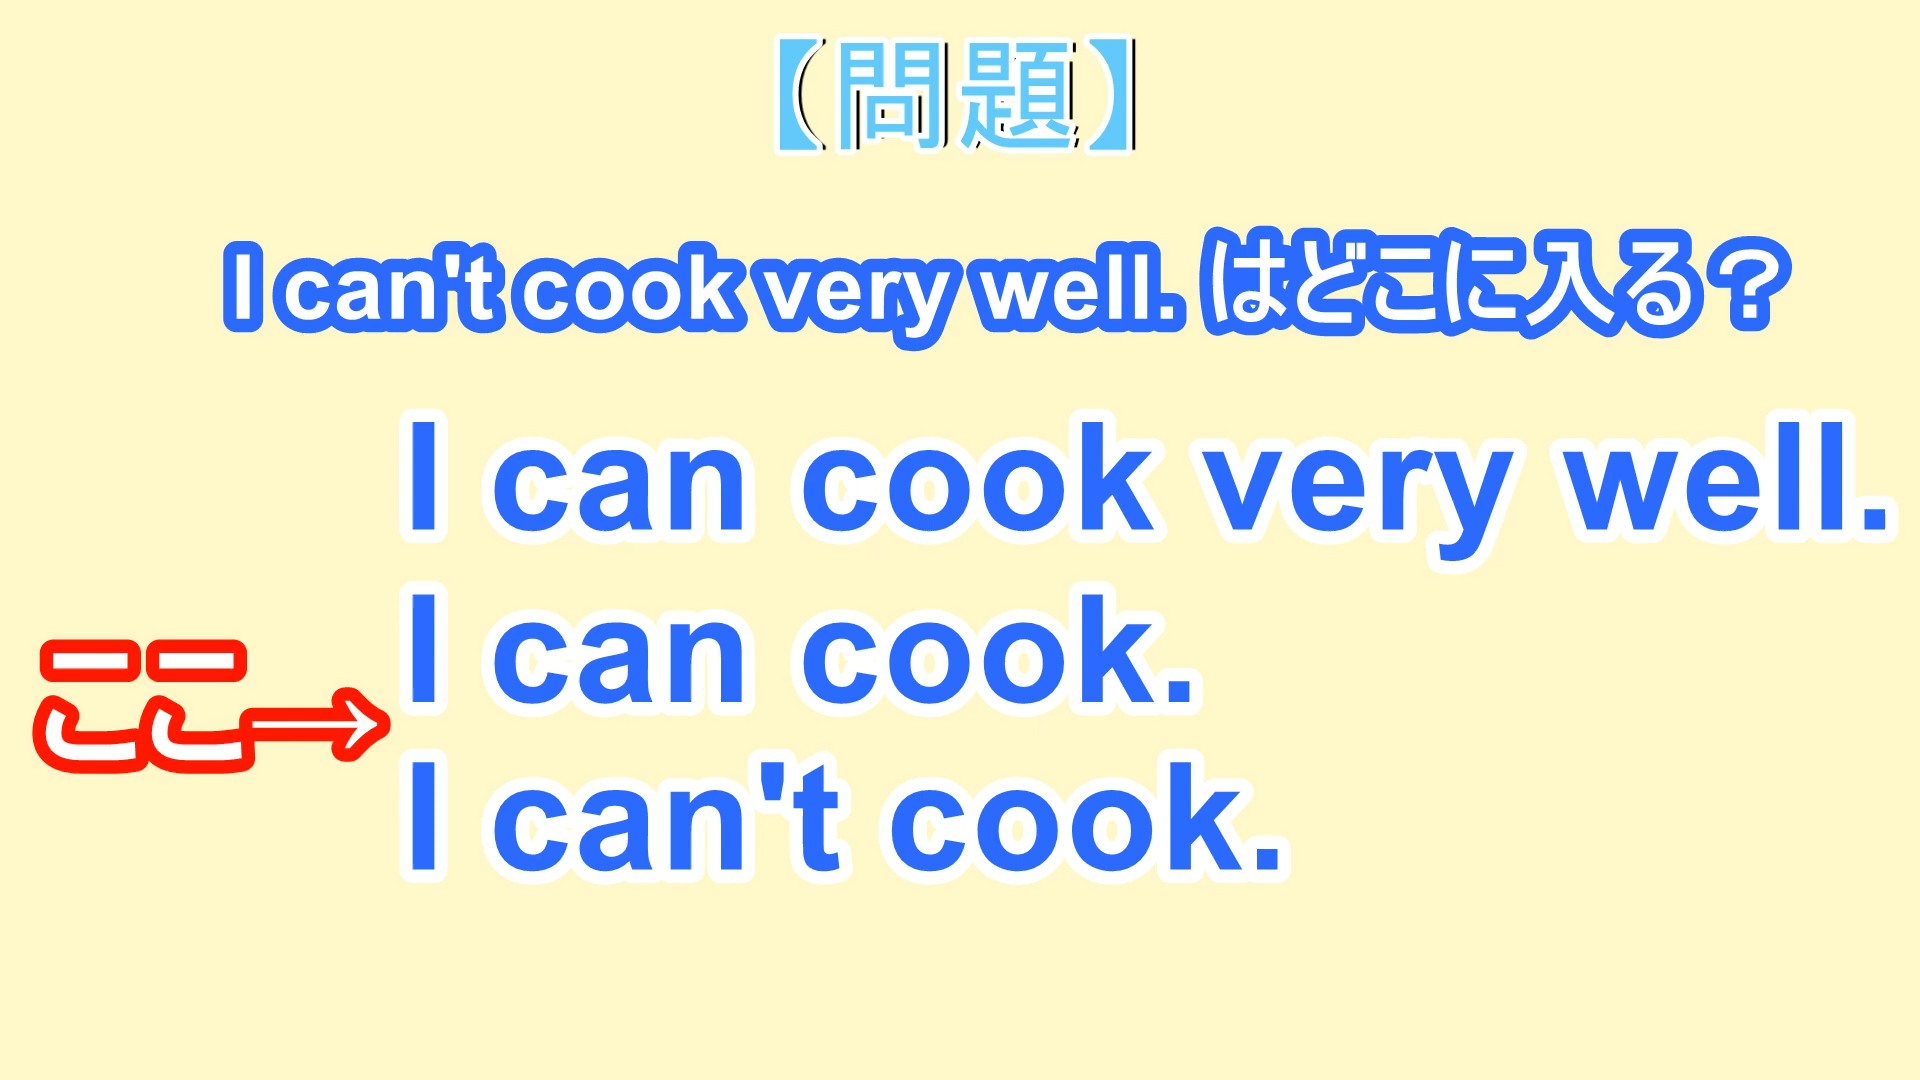 【問題】
I can't cook very well. はどこに入る？
I can cook very well.
I can cook.
ここ→
I can't cook.